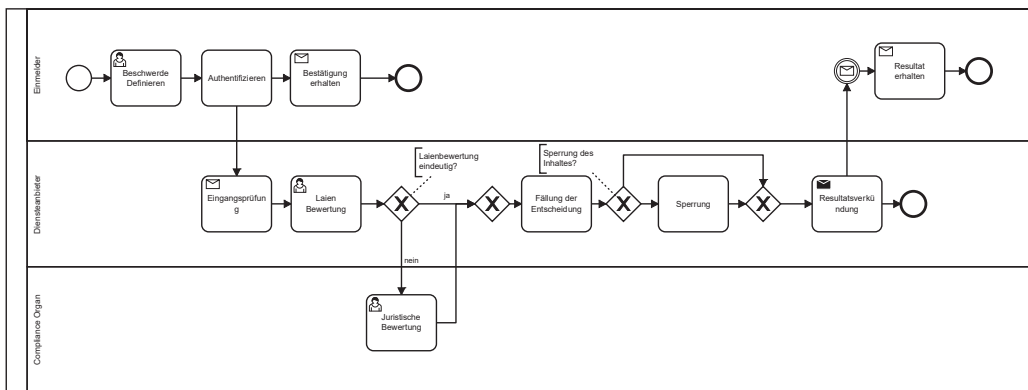 Einmelder
Beschwerde
Definieren
Authentifizieren
Bestätigung
erhalten
Resultat
erhalten
Diensteanbieter
Eingangsprüfun
g
Laien
Bewertung
Laienbewertung
eindeutig?
ja
nein
Fällung der
Entscheidung
Sperrung des
Inhaltes?
Sperrung
Resultatsverkü
ndung
Compliance Organ
Juristische
Bewertung